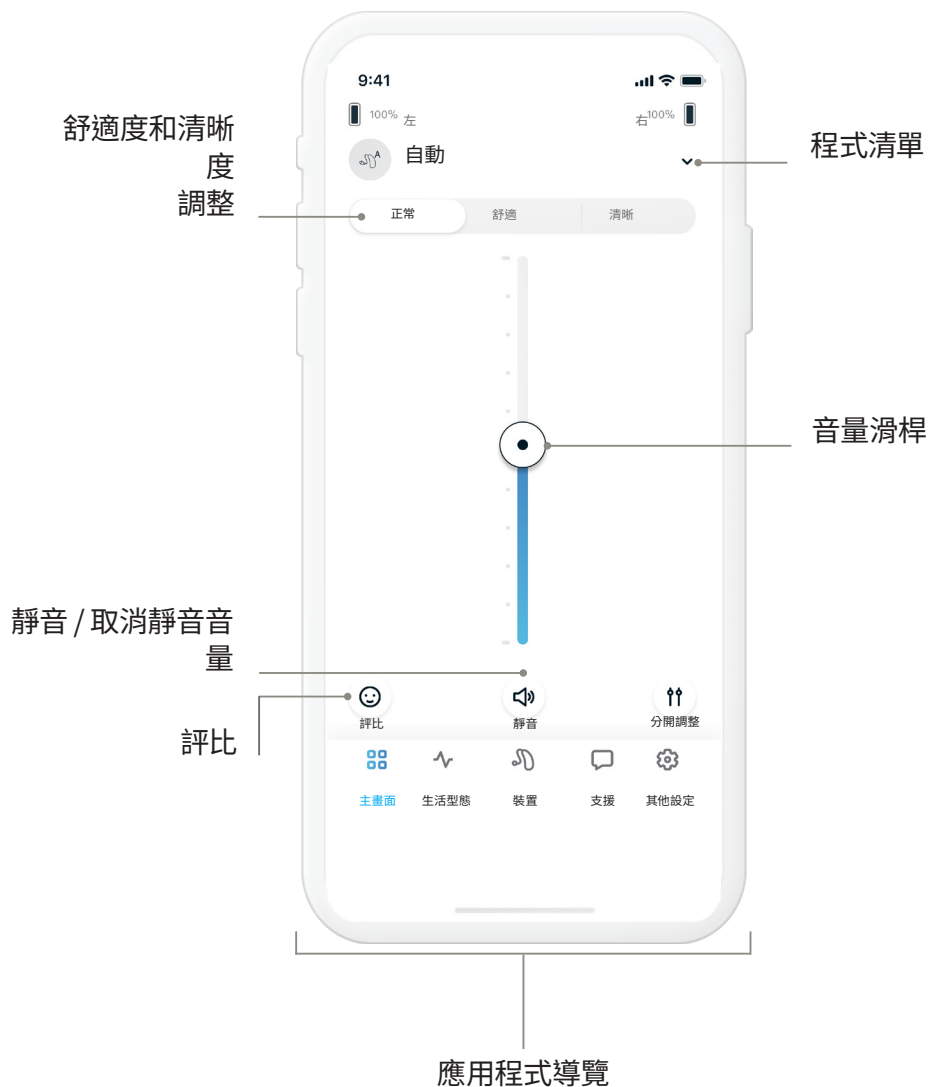 9:41
100% 左
右 100%
自動
舒適度和清晰
度
調整
程式清單
正常 舒適 清晰
音量滑桿
靜音 / 取消靜音音
量
評比
評比 靜音 分開調整
主畫面 生活型態 裝置 支援 其他設定
應用程式導覽